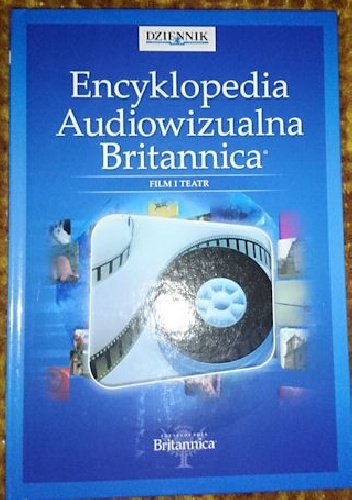 DZIENNIK
Encyklopedia
Audiowizualna
Britannica®
FILM I TEATR
Britannica®